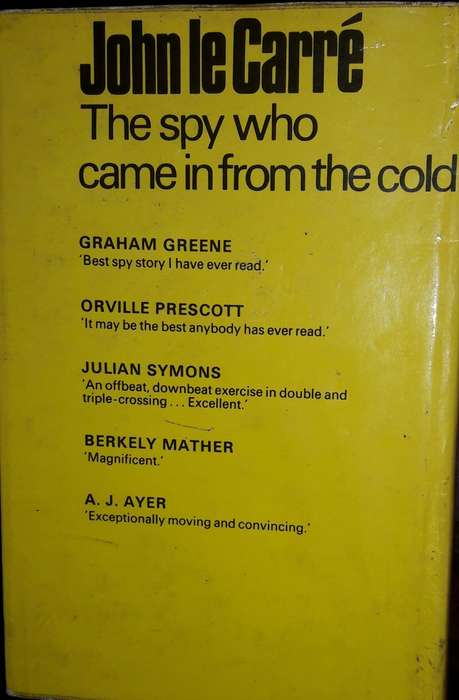 John le Carré
The spy who
came in from the cold
GRAHAM GREENE
'Best spy story I have ever read.'
ORVILLE PRESCOTT
'It may be the best anybody has ever read.'
JULIAN SYMONS
'An offbeat, downbeat exercise in double and
triple-crossing . . . Excellent.'
BERKELY MATHER
'Magnificent.'
A. J. AYER
'Exceptionally moving and convincing.'